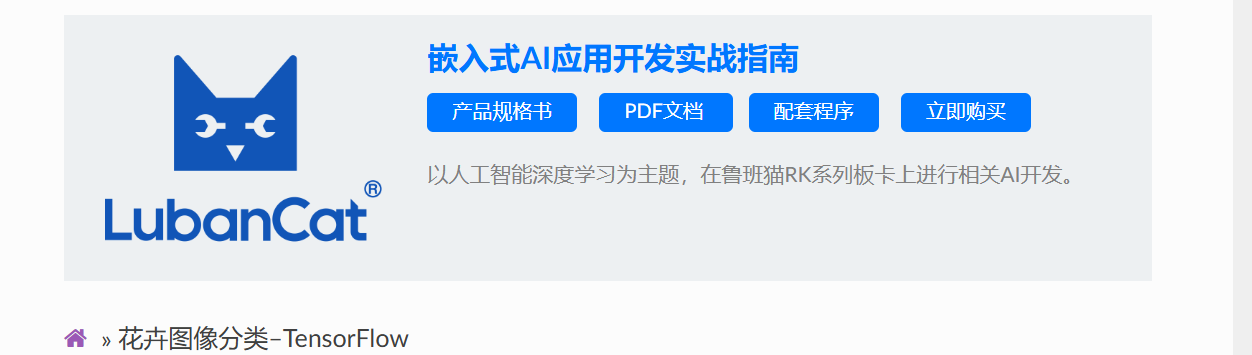 嵌入式AI应用开发实战指南
产品规格书 PDF文档 配套程序 立即购买
以人工智能深度学习为主题，在鲁班猫RK系列板卡上进行相关AI开发。
LubanCat®
» 花卉图像分类–TensorFlow